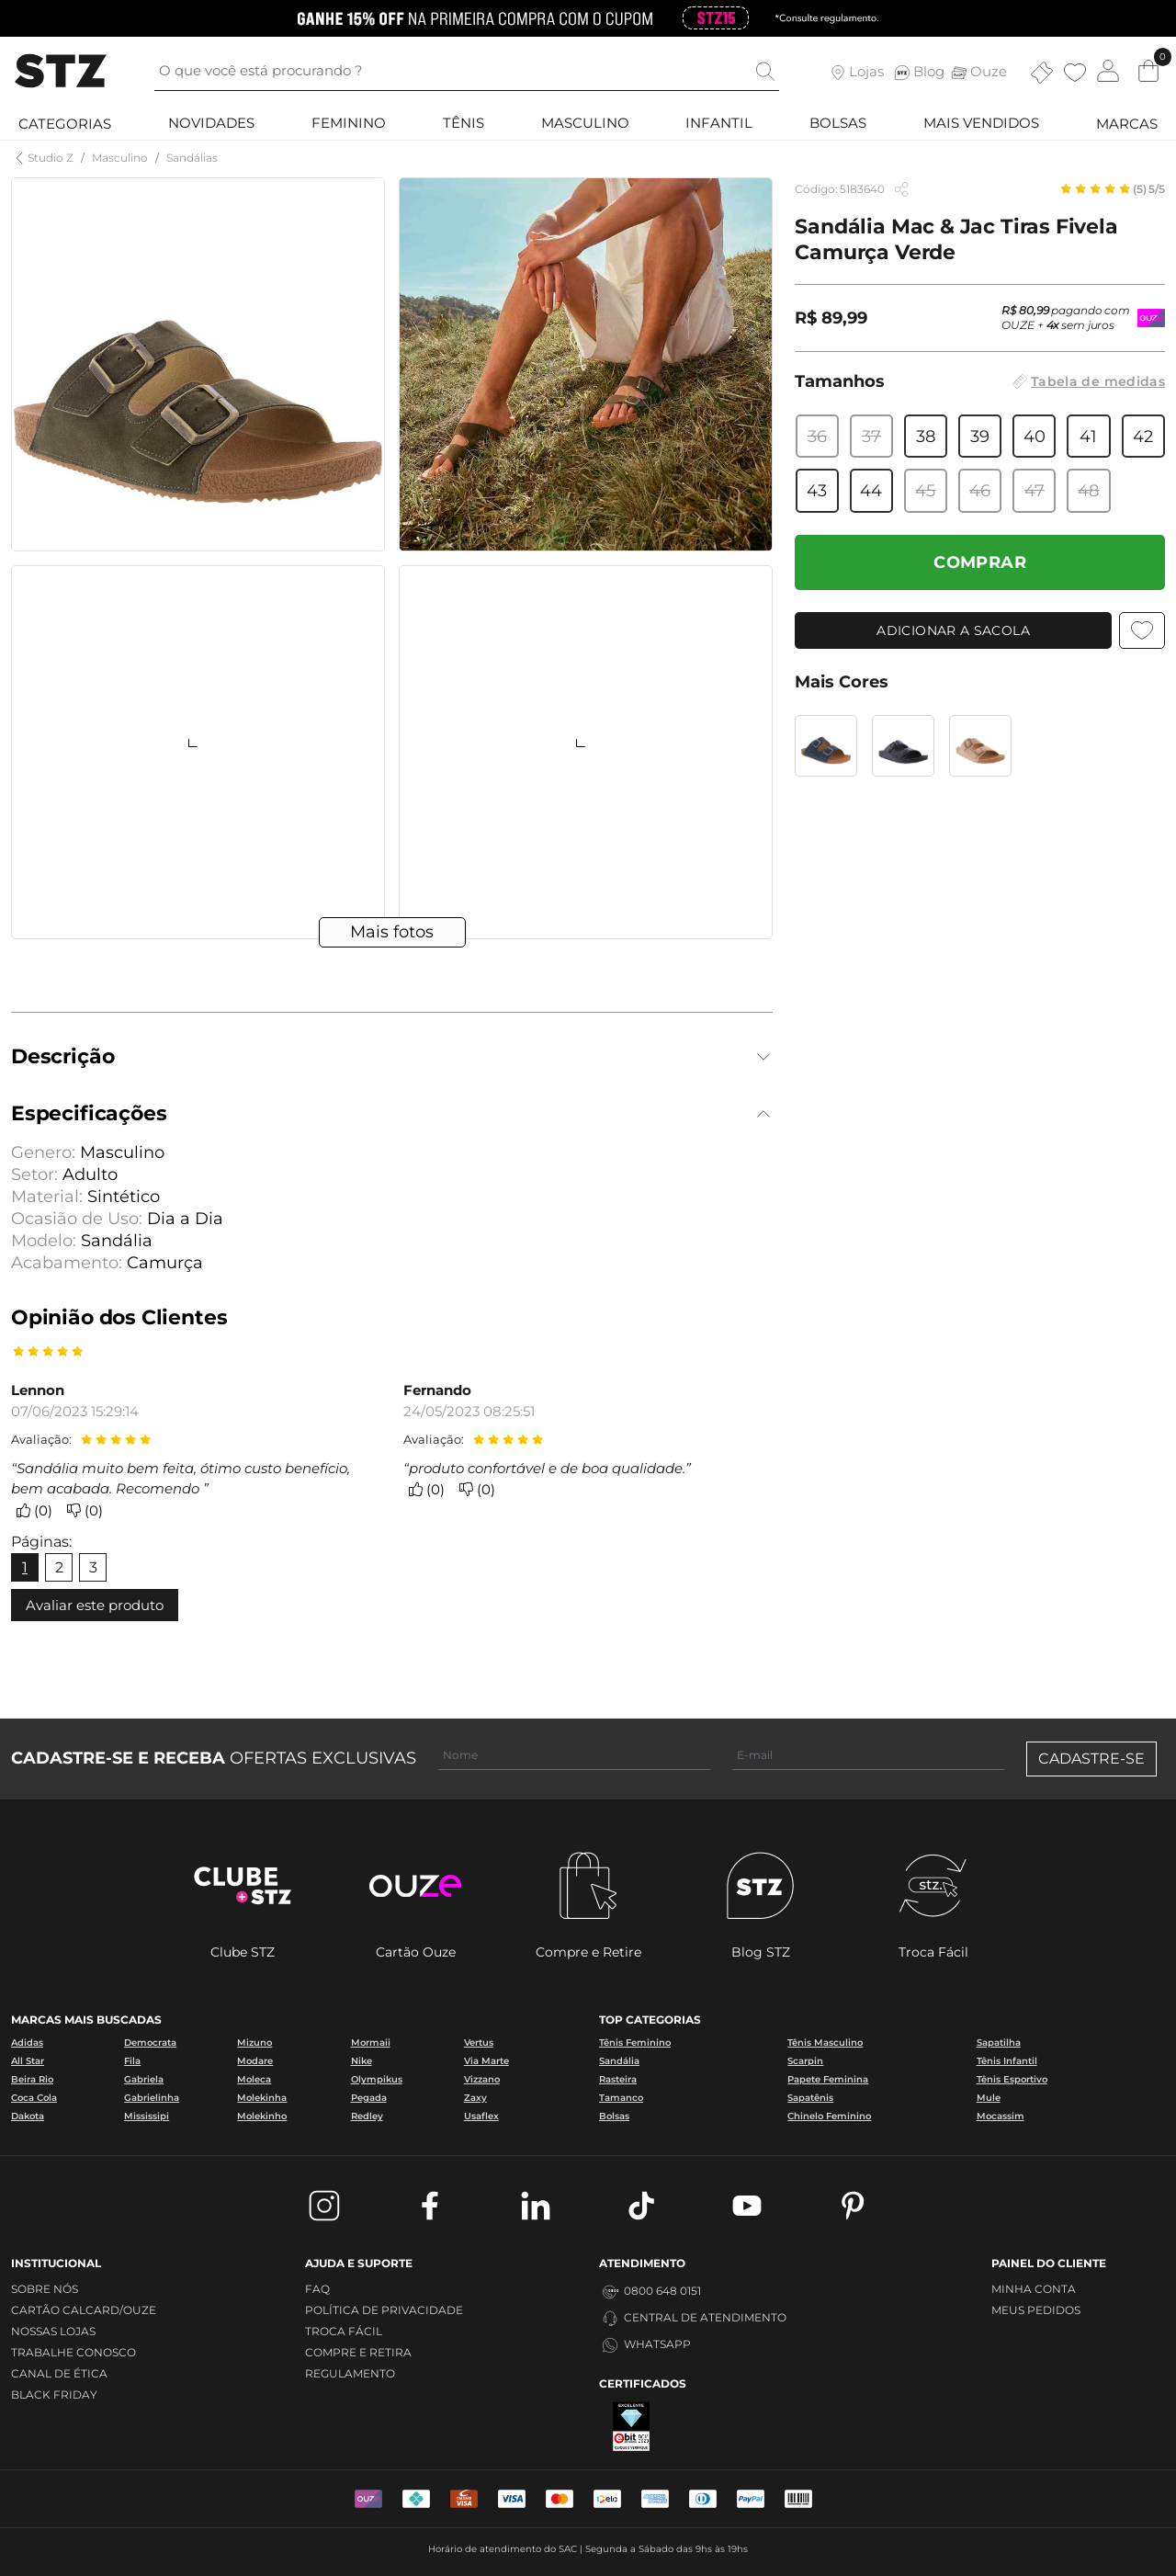 GANHE 15% OFF NA PRIMEIRA COMPRA COM O CUPOM STZ15 *Consulte regulamento.
STZ
O que você está procurando ?
Lojas Blog Ouze
0
CATEGORIAS NOVIDADES FEMININO TÊNIS MASCULINO INFANTIL BOLSAS MAIS VENDIDOS MARCAS
Studio Z / Masculino / Sandálias
Código: 5183640
(5) 5/5
Sandália Mac & Jac Tiras Fivela
Camurça Verde
R$ 89,99
R$ 80,99 pagando com
OUZE + 4x sem juros
Tamanhos
Tabela de medidas
36 37 38 39 40 41 42
43 44 45 46 47 48
COMPRAR
ADICIONAR A SACOLA
Mais Cores
Mais fotos
Descrição
Especificações
Genero: Masculino
Setor: Adulto
Material: Sintético
Ocasião de Uso: Dia a Dia
Modelo: Sandália
Acabamento: Camurça
Opinião dos Clientes
Lennon
07/06/2023 15:29:14
Avaliação:
“Sandália muito bem feita, ótimo custo benefício,
bem acabada. Recomendo ”
(0) (0)
Fernando
24/05/2023 08:25:51
Avaliação:
“produto confortável e de boa qualidade.”
(0) (0)
Páginas:
1 2 3
Avaliar este produto
CADASTRE-SE E RECEBA OFERTAS EXCLUSIVAS
Nome
E-mail
CADASTRE-SE
CLUBE
+STZ
ouze
STZ
stz.
Clube STZ
Cartão Ouze
Compre e Retire
Blog STZ
Troca Fácil
MARCAS MAIS BUSCADAS
Adidas Democrata Mizuno Mormaii Vertus
All Star Fila Modare Nike Via Marte
Beira Rio Gabriela Moleca Olympikus Vizzano
Coca Cola Gabrielinha Molekinha Pegada Zaxy
Dakota Mississipi Molekinho Redley Usaflex
TOP CATEGORIAS
Tênis Feminino Tênis Masculino Sapatilha
Sandália Scarpin Tênis Infantil
Rasteira Papete Feminina Tênis Esportivo
Tamanco Sapatênis Mule
Bolsas Chinelo Feminino Mocassim
INSTITUCIONAL
SOBRE NÓS
CARTÃO CALCARD/OUZE
NOSSAS LOJAS
TRABALHE CONOSCO
CANAL DE ÉTICA
BLACK FRIDAY
AJUDA E SUPORTE
FAQ
POLÍTICA DE PRIVACIDADE
TROCA FÁCIL
COMPRE E RETIRA
REGULAMENTO
ATENDIMENTO
0800 648 0151
CENTRAL DE ATENDIMENTO
WHATSAPP
CERTIFICADOS
EXCELENTE
ebit
PAINEL DO CLIENTE
MINHA CONTA
MEUS PEDIDOS
VISA
VISA
elo
PayPal
Horário de atendimento do SAC | Segunda a Sábado das 9hs às 19hs